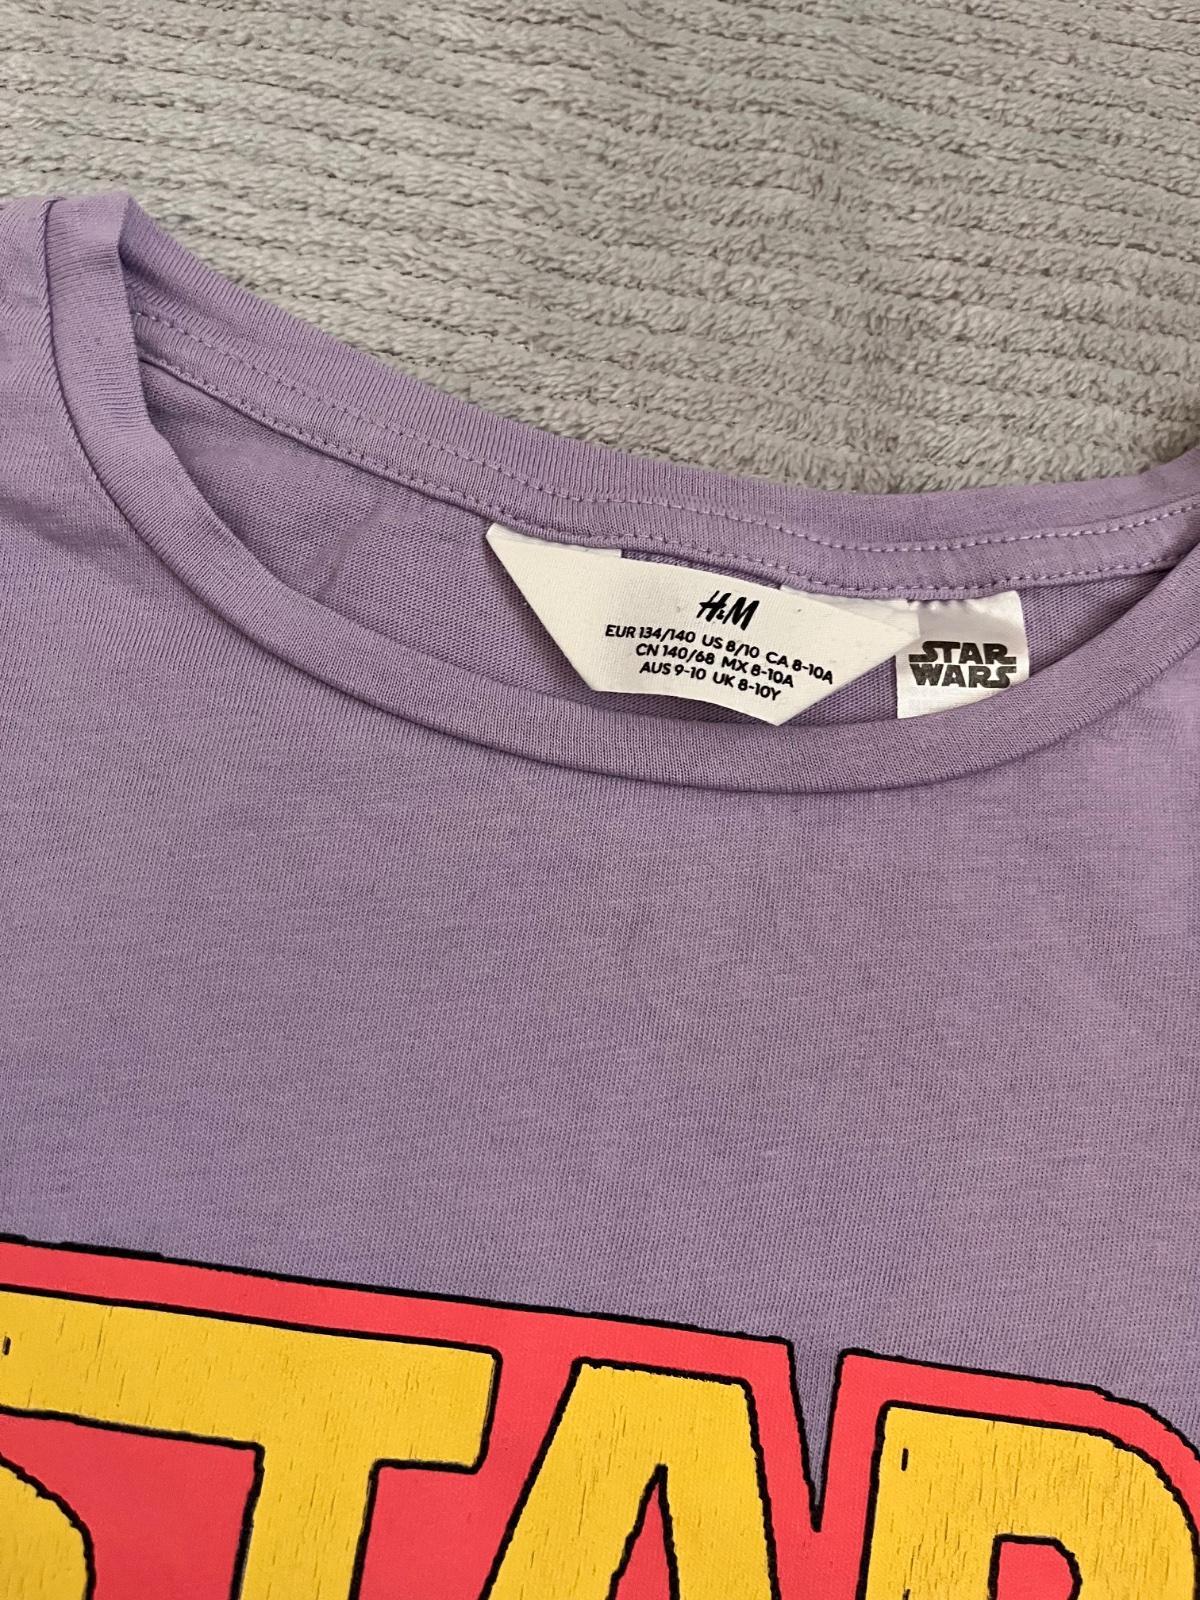 H&M
EUR 134/140 US 8/10 CA 8-10A
CN 140/68 MX 8-10A
AUS 9-10 UK 8-10Y
STAR
WARS
STAR